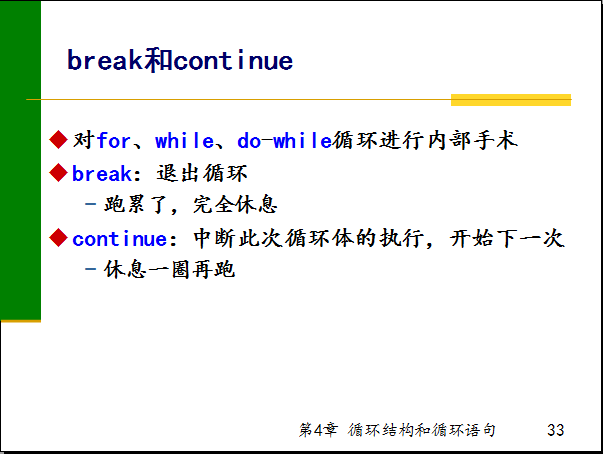 break和continue
◆对for、while、do-while循环进行内部手术
◆break：退出循环
－跑累了，完全休息
◆continue：中断此次循环体的执行，开始下一次
－休息一圈再跑
第4章 循环结构和循环语句 33